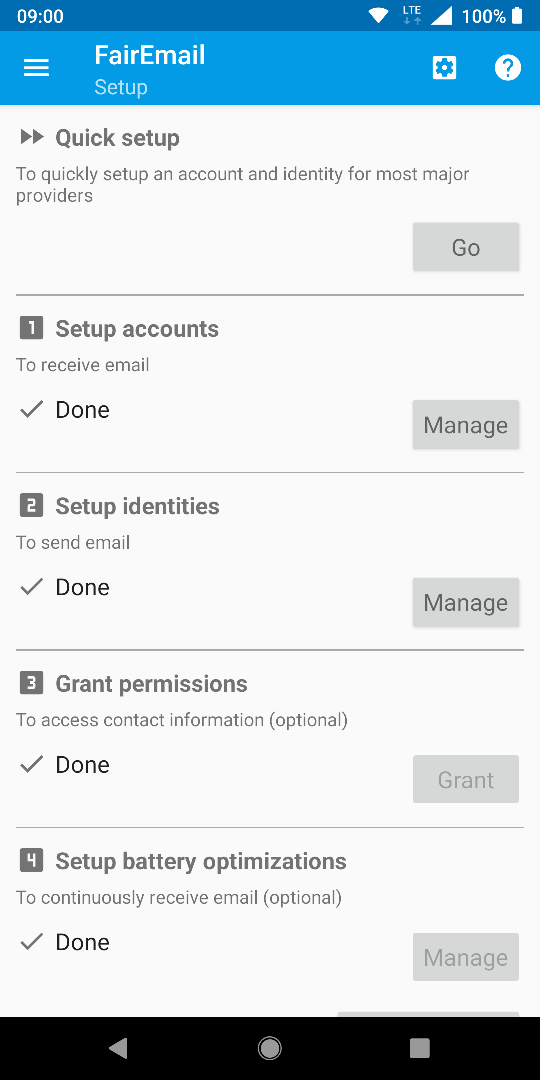 09:00
LTE
100%
FairEmail
Setup
Quick setup
To quickly setup an account and identity for most major
providers
Go
1 Setup accounts
To receive email
Done
Manage
2 Setup identities
To send email
Done
Manage
3 Grant permissions
To access contact information (optional)
Done
Grant
4 Setup battery optimizations
To continuously receive email (optional)
Done
Manage